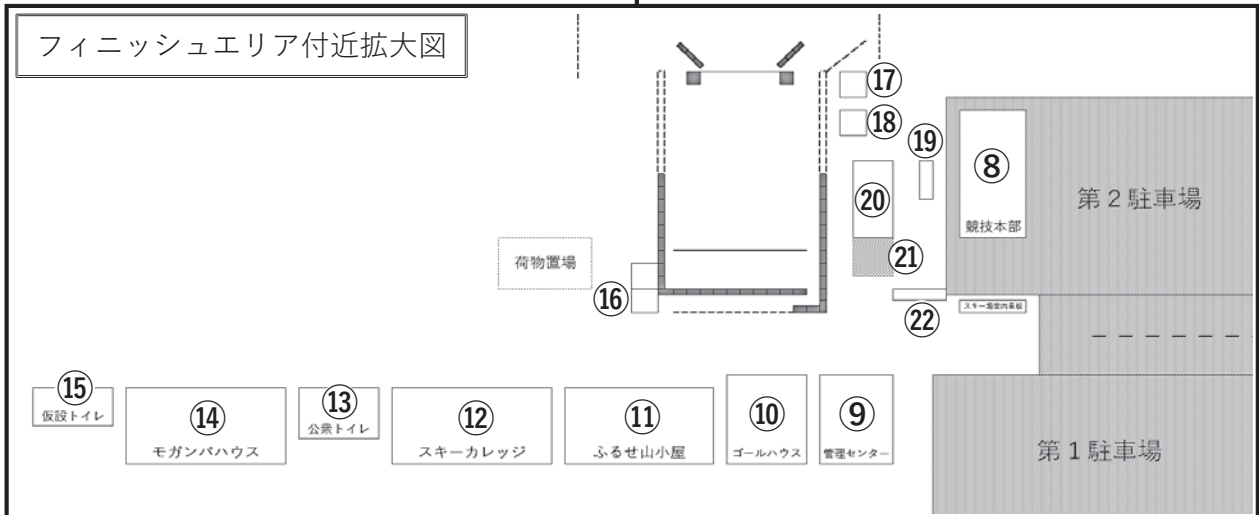 フィニッシュエリア付近拡大図
⑰
⑱
⑲
⑧
競技本部
第2駐車場
⑳
㉑
荷物置場
⑯
㉒
スキー場案内看板
⑮
仮設トイレ
⑭
モガンパハウス
⑬
公衆トイレ
⑫
スキーカレッジ
⑪
ふるせ山小屋
⑩
ゴールハウス
⑨
管理センター
第1駐車場